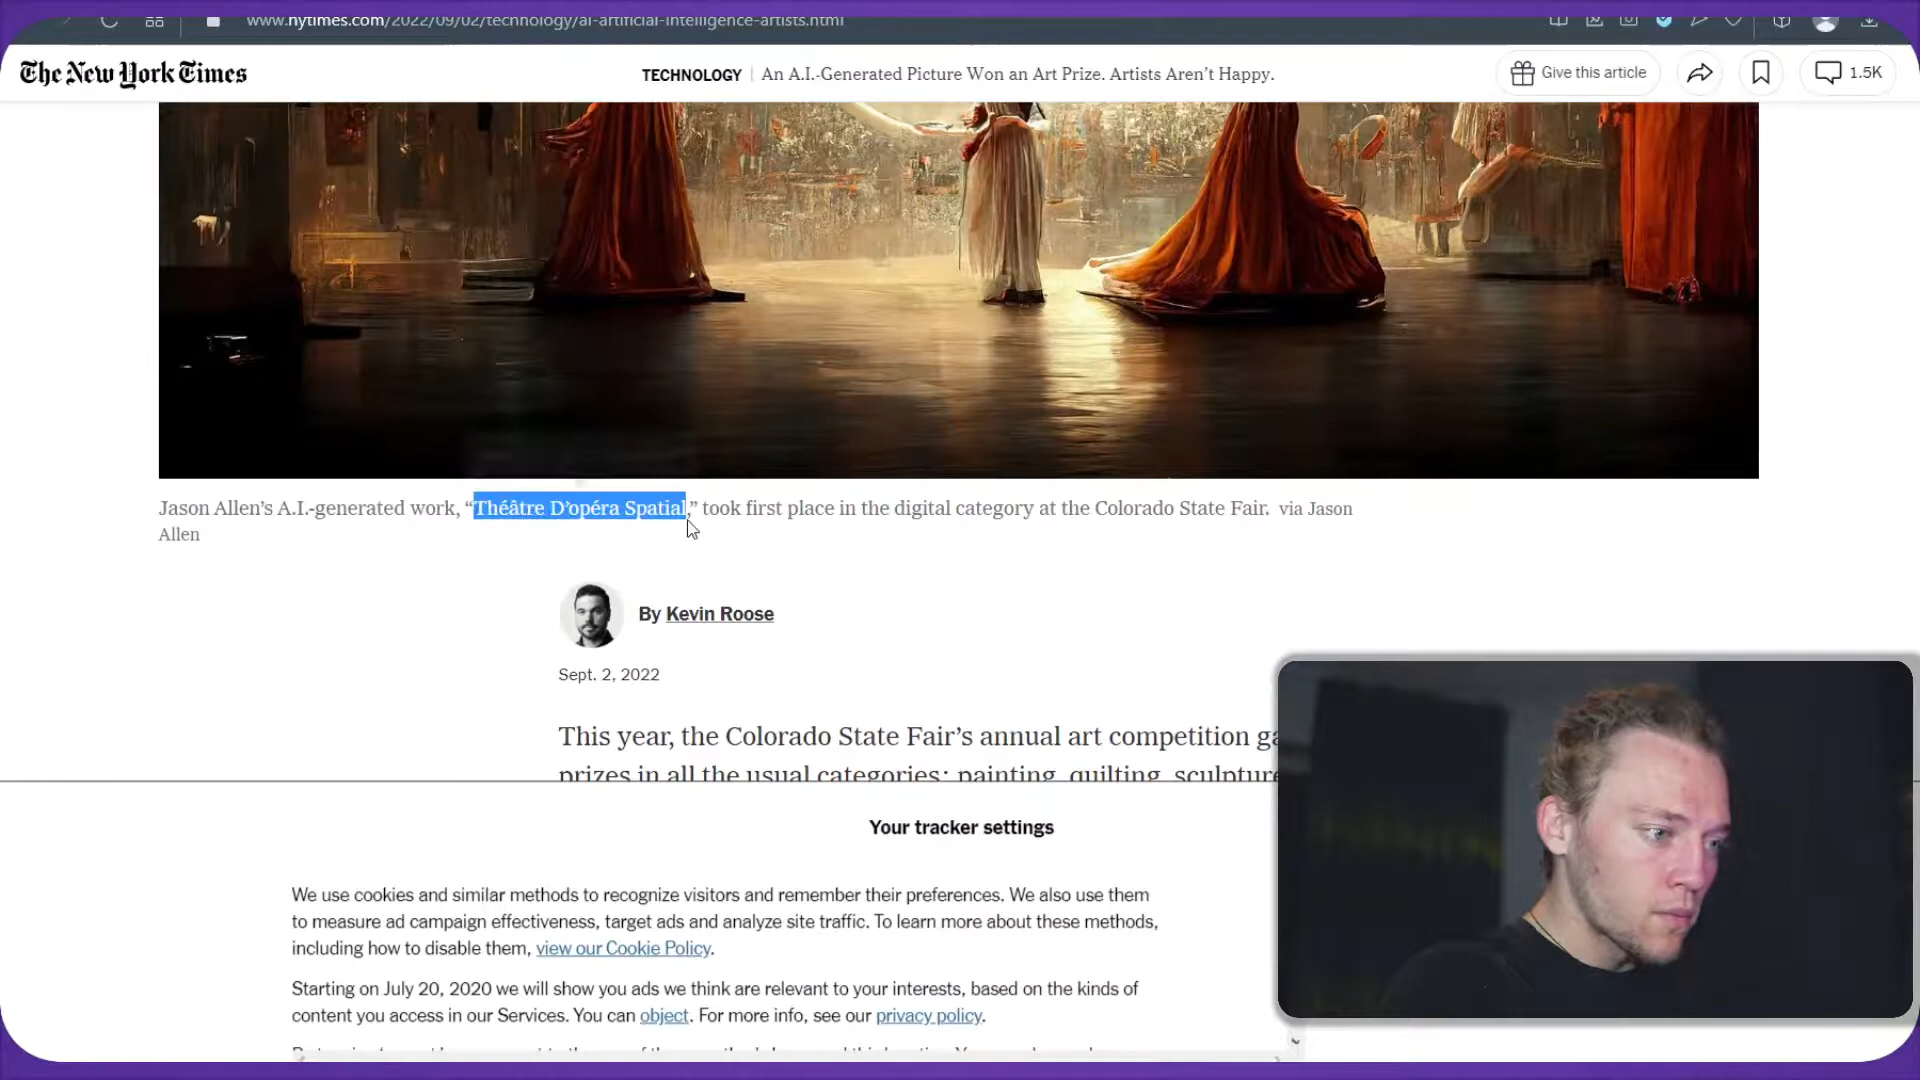 www.nytimes.com/2022/09/02/technology/ai-artificial-intelligence-artists.html
The New York Times
TECHNOLOGY An A.I.-Generated Picture Won an Art Prize. Artists Aren’t Happy.
Give this article
1.5K
Jason Allen’s A.I.-generated work, “Théâtre D’opéra Spatial,” took first place in the digital category at the Colorado State Fair. via Jason
Allen
By Kevin Roose
Sept. 2, 2022
This year, the Colorado State Fair’s annual art competition
prizes in all the usual categories: painting, quilting, sculpture
Your tracker settings
We use cookies and similar methods to recognize visitors and remember their preferences. We also use them
to measure ad campaign effectiveness, target ads and analyze site traffic. To learn more about these methods,
including how to disable them, view our Cookie Policy.
Starting on July 20, 2020 we will show you ads we think are relevant to your interests, based on the kinds of
content you access in our Services. You can object. For more info, see our privacy policy.